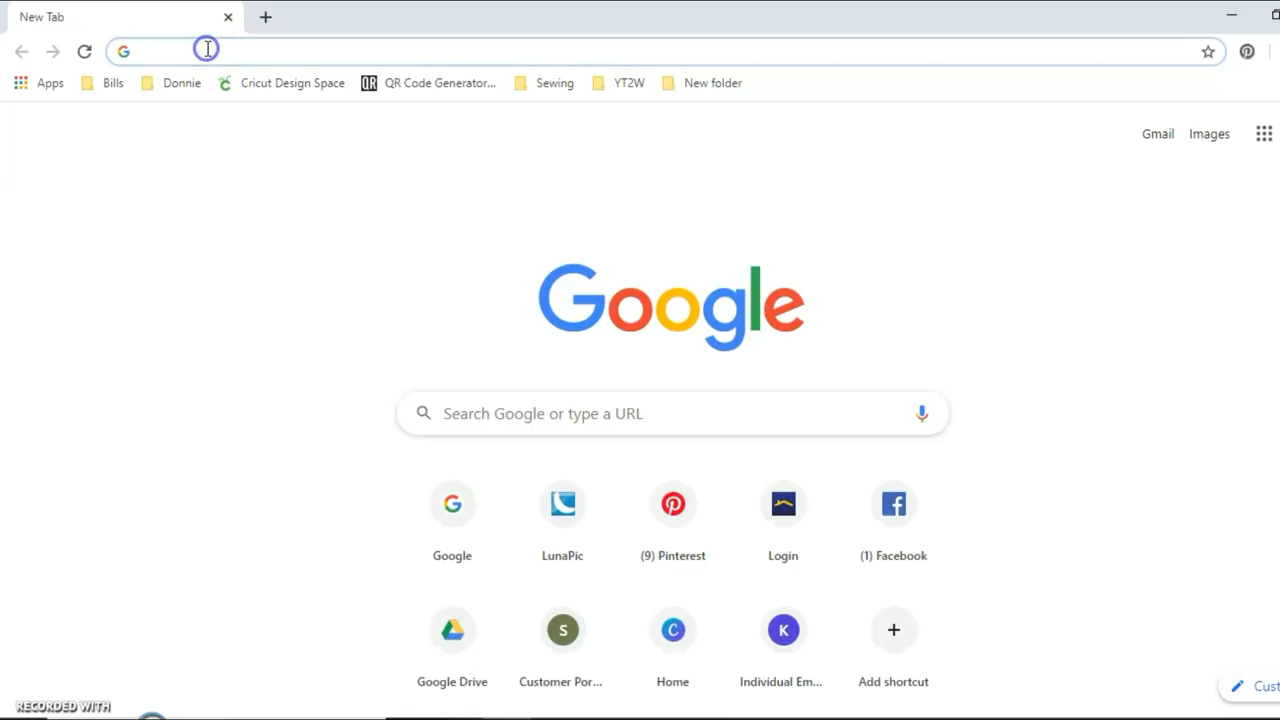 New Tab
Apps Bills Donnie Cricut Design Space QR QR Code Generator... Sewing YT2W New folder
Gmail Images
Google
Search Google or type a URL
Google LunaPic (9) Pinterest Login (1) Facebook
S C K
Google Drive Customer Por... Home Individual Em... Add shortcut
Cust
RECORDED WITH